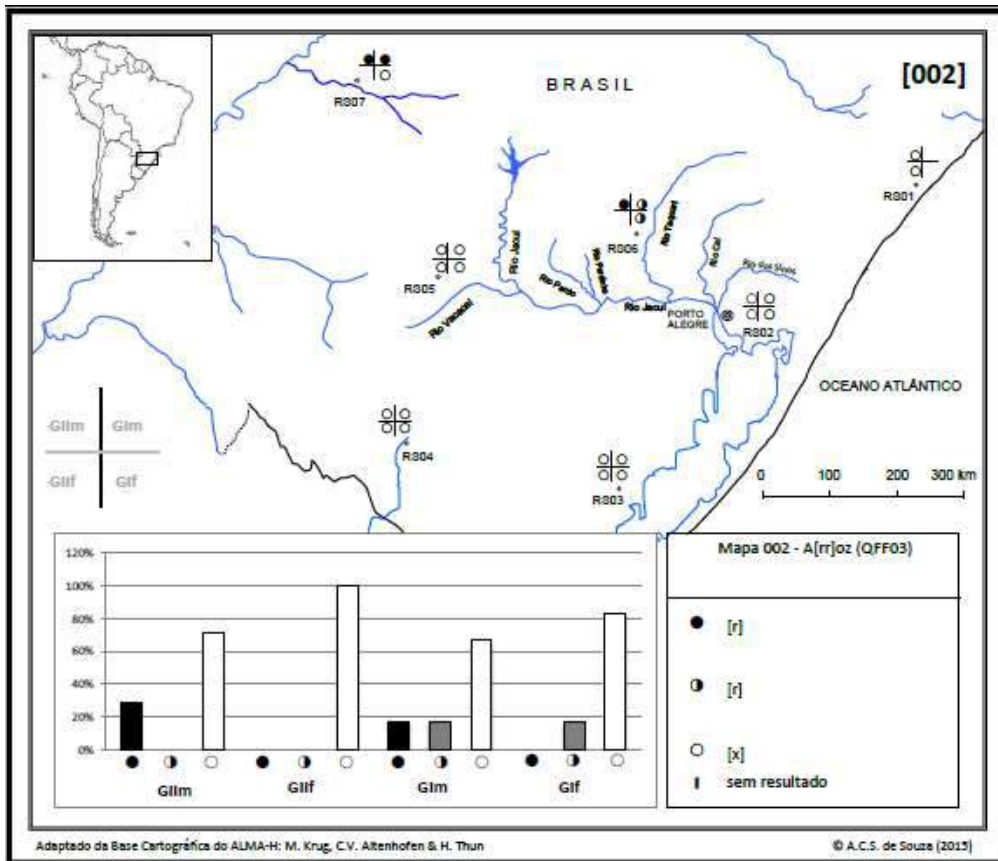 [002]
BRASIL
RS07
RS01
Rio Taquari
RS06
Rio Caí
Rio dos Sinos
Rio Jacuí
RS05
Rio Pardo
Rio Vacacaí
Rio Jacuí
PORTO
ALEGRE
RS02
OCEANO ATLÂNTICO
GIIm GIm
GIIf GIf
RS04
RS03
0 100 200 300 km
120%
100%
80%
60%
40%
20%
0%
GIIm GIIf GIm GIf
Mapa 002 - A[rr]oz (QFF03)
[r]
[ɾ]
[x]
sem resultado
Adaptado da Base Cartográfica do ALMA-H: M. Krug, C.V. Altenhofen & H. Thun
© A.C.S. de Souza (2015)